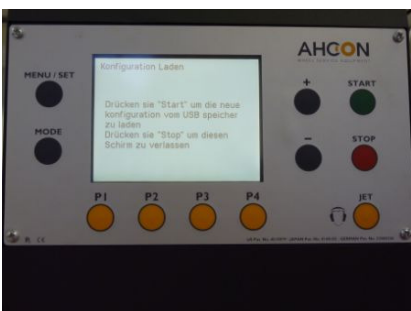 AHCON
MENU / SET
Konfiguration Laden
+
START
Drücken sie "Start" um die neue
konfiguration vom USB speicher
zu laden
Drücken sie "Stop" um diesen
Schirm zu verlassen
MODE
-
STOP
P1
P2
P3
P4
JET